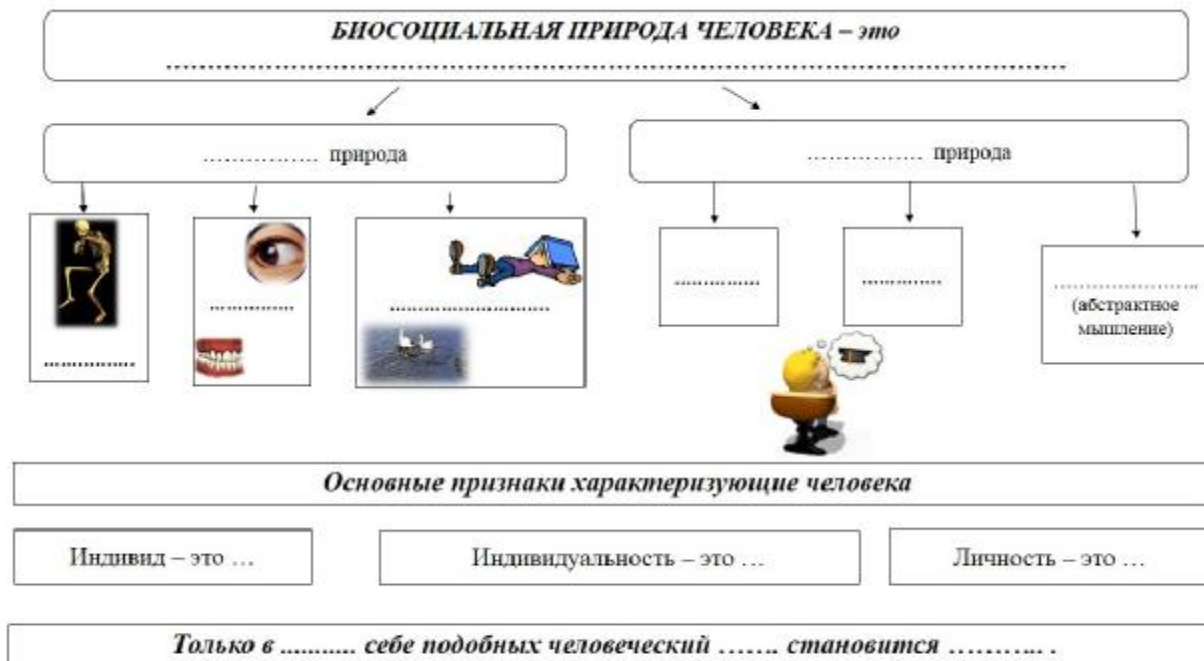 БИОСОЦИАЛЬНАЯ ПРИРОДА ЧЕЛОВЕКА – это
..........................................................................................................
................ природа
................ природа
................
...............
............................
...............
..............
..........................
(абстрактное
мышление)
Основные признаки характеризующие человека
Индивид – это …
Индивидуальность – это …
Личность – это …
Только в ........... себе подобных человеческий ……. становится ……….. .